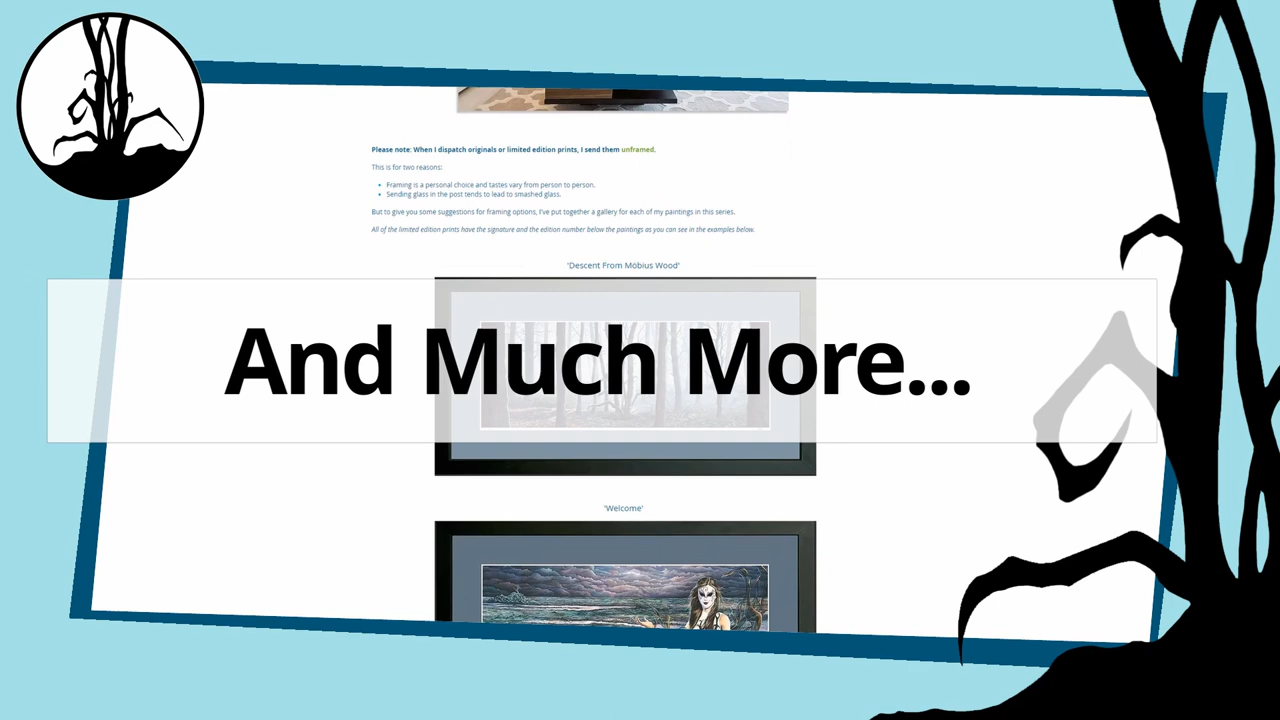 Please note: When I dispatch originals or limited edition prints, I send them unframed.
This is for two reasons:
• Framing is a personal choice and tastes vary from person to person.
• Sending glass in the post tends to lead to smashed glass.
But to give you some suggestions for framing options, I've put together a gallery for each of my paintings in this series.
All of the limited edition prints have the signature and the edition number below the paintings as you can see in the examples below.
'Descent From Möbius Wood'
And Much More...
'Welcome'